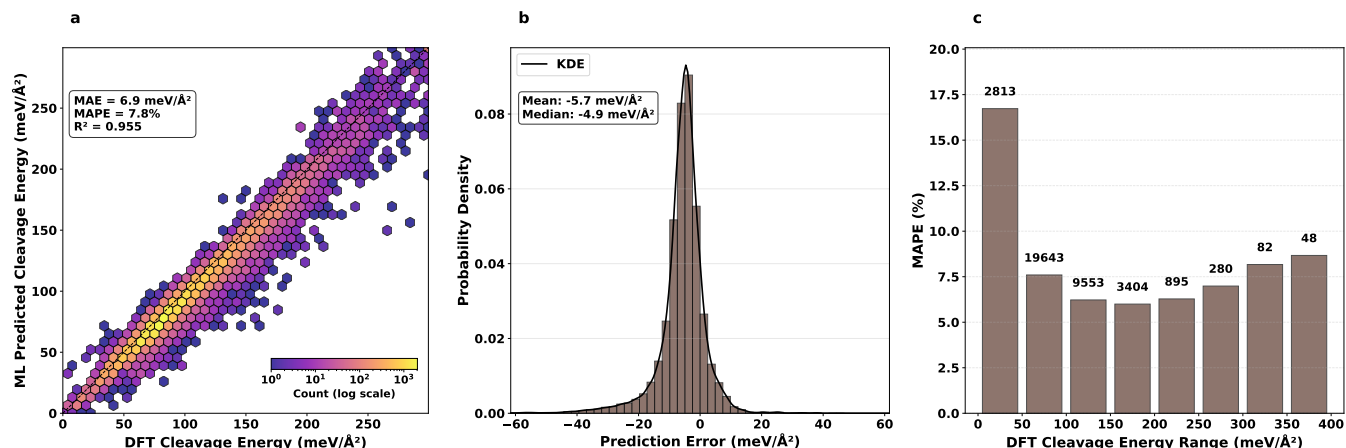 a
ML Predicted Cleavage Energy (meV/Å²)
250
200
150
100
50
0
MAE = 6.9 meV/Å²
MAPE = 7.8%
R² = 0.955
10⁰ 10¹ 10² 10³
Count (log scale)
0 50 100 150 200 250
DFT Cleavage Energy (meV/Å²)
b
Probability Density
0.08
0.06
0.04
0.02
0.00
KDE
Mean: -5.7 meV/Å²
Median: -4.9 meV/Å²
−60 −40 −20 0 20 40 60
Prediction Error (meV/Å²)
c
MAPE (%)
20.0
17.5
15.0
12.5
10.0
7.5
5.0
2.5
0.0
2813
19643
9553
3404
895
280
82
48
0 50 100 150 200 250 300 350 400
DFT Cleavage Energy Range (meV/Å²)